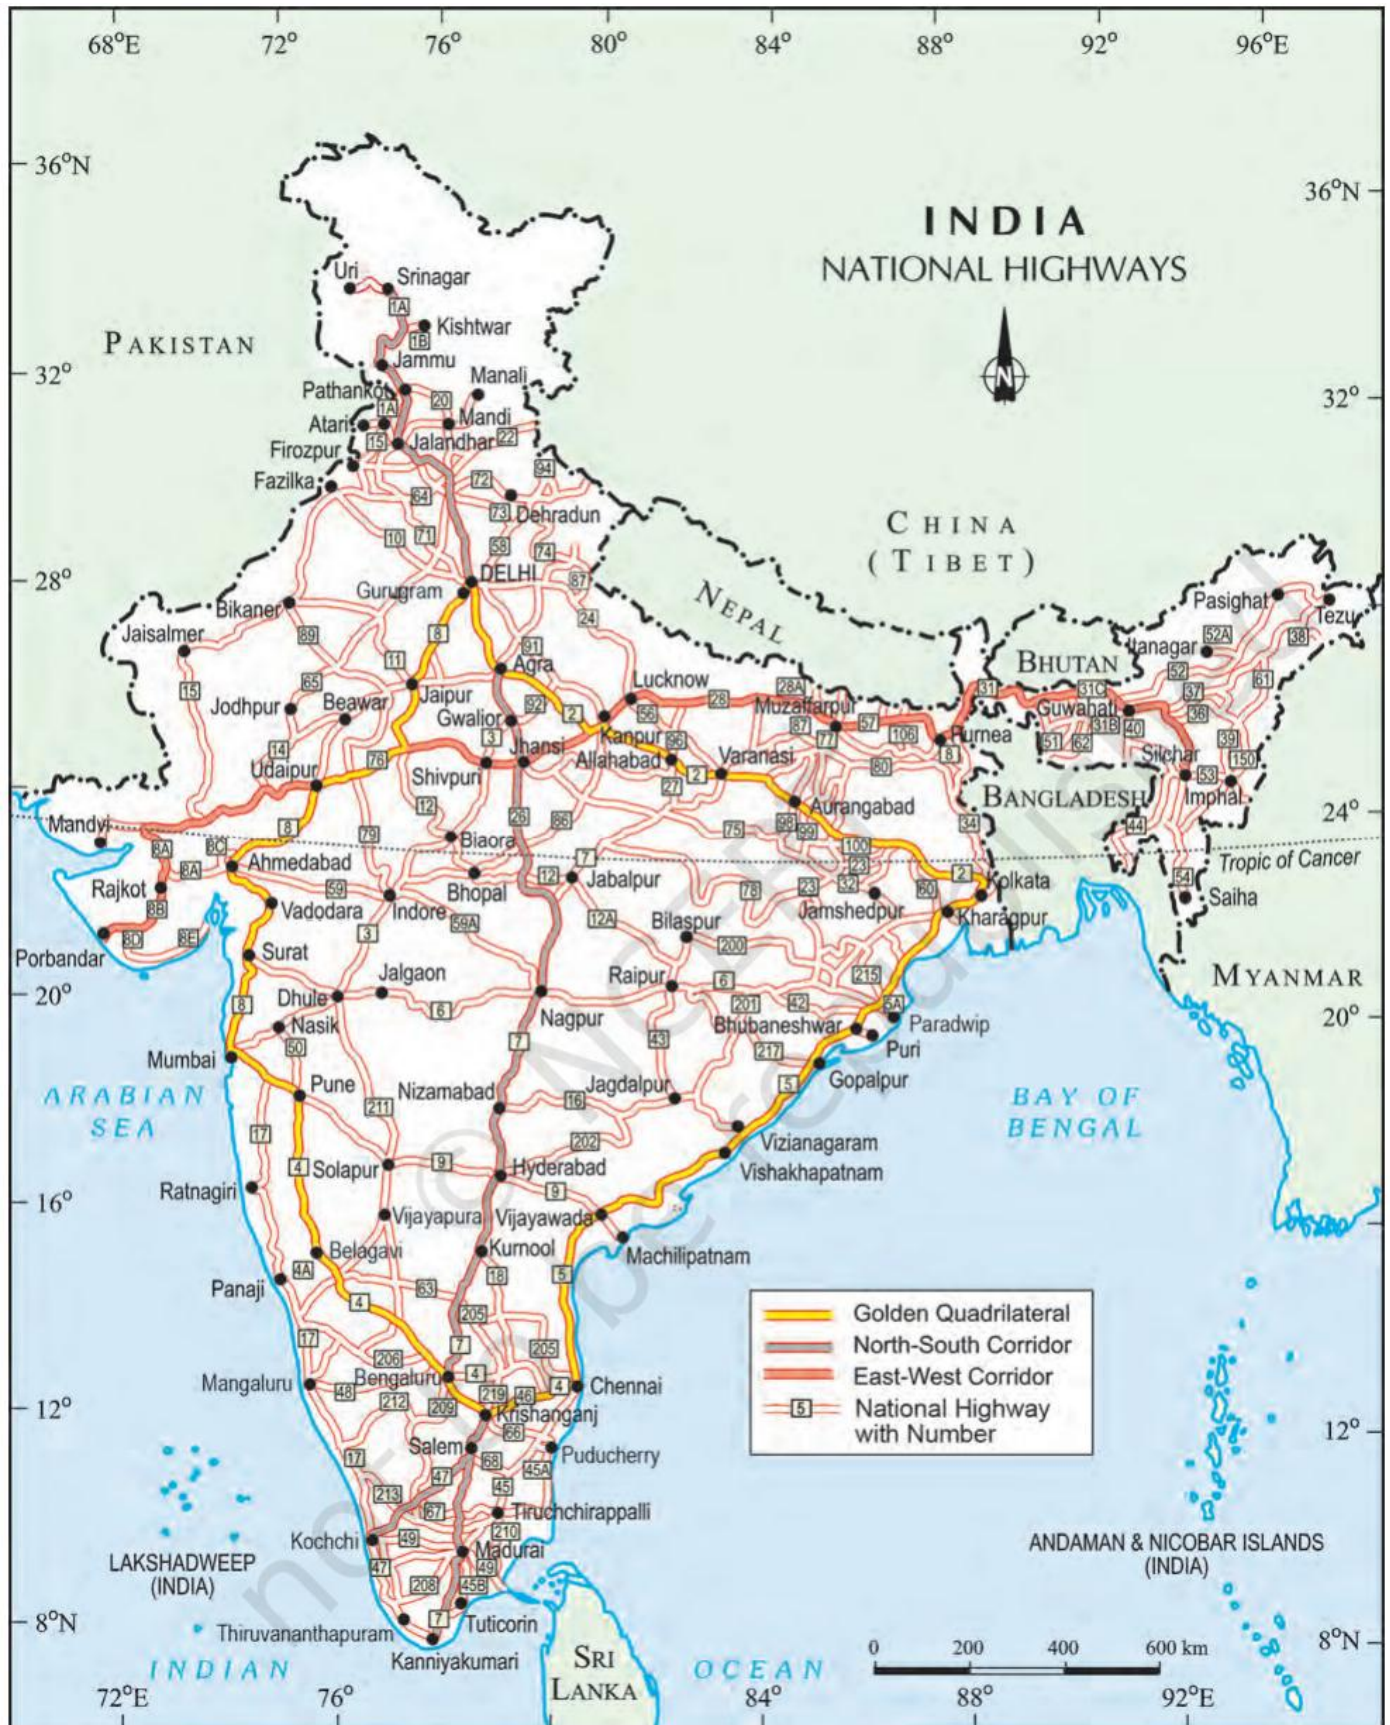 68°E 72° 76° 80° 84° 88° 92° 96°E
36°N
36°N
INDIA
NATIONAL HIGHWAYS
N
Uri
Srinagar
1A
Kishtwar
1B
PAKISTAN
Jammu
Manali
32°
32°
Pathankot
20
1A
Atari
Mandi
15
Jalandhar
22
Firozpur
94
72
Fazilka
64
73
Dehradun
CHINA
(TIBET)
10
71
58
74
28°
DELHI
87
Gurugram
NEPAL
Bikaner
24
Pasighat
Tezu
Jaisalmer
89
8
91
52A
38
Itanagar
11
Agra
BHUTAN
52
65
15
Lucknow
28A
31
31C
37
61
Jodhpur
Beawar
Jaipur
92
28
Muzaffarpur
Guwahati
36
Gwalior
2
56
87
57
31B
40
14
3
Kanpur
96
77
106
Purnea
51
62
39
Jhansi
Varanasi
8
Silchar
150
76
Allahabad
80
53
Udaipur
Shivpuri
2
27
BANGLADESH
Imphal
24°
12
26
86
Aurangabad
Mandvi
8
79
98
75
99
34
44
8A
8C
Biaora
100
Tropic of Cancer
Ahmedabad
7
23
8A
Bhopal
12
Jabalpur
2
Kolkata
54
Rajkot
59
78
23
32
60
Saiha
8B
Vadodara
Indore
59A
12A
Bilaspur
Jamshedpur
Kharagpur
8D
8E
3
200
Porbandar
Surat
MYANMAR
Jalgaon
Raipur
6
215
20°
8
Dhule
6
201
42
5A
20°
Nasik
Nagpur
Bhubaneshwar
Paradwip
50
7
43
217
Puri
Mumbai
Pune
Nizamabad
Jagdalpur
5
Gopalpur
ARABIAN
SEA
BAY OF
BENGAL
211
16
17
202
Vizianagaram
4
Solapur
9
Hyderabad
Vishakhapatnam
Ratnagiri
9
16°
Vijayapura
Vijayawada
Belagavi
Kurnool
Machilipatnam
4A
18
5
Panaji
63
4
205
Golden Quadrilateral
North-South Corridor
East-West Corridor
5
National Highway
with Number
17
7
205
206
Bengaluru
4
Mangaluru
4
Chennai
48
219
46
212
209
Krishanganj
12°
12°
66
Salem
Puducherry
17
68
45A
47
45
213
67
Tiruchchirappalli
Kochchi
49
210
Madurai
47
49
LAKSHADWEEP
(INDIA)
208
45B
ANDAMAN & NICOBAR ISLANDS
(INDIA)
8°N
7
Tuticorin
8°N
Thiruvananthapuram
Kanniyakumari
SRI
LANKA
INDIAN
OCEAN
0 200 400 600 km
72°E 76° 84° 88° 92°E
© NCERT
not to be republished